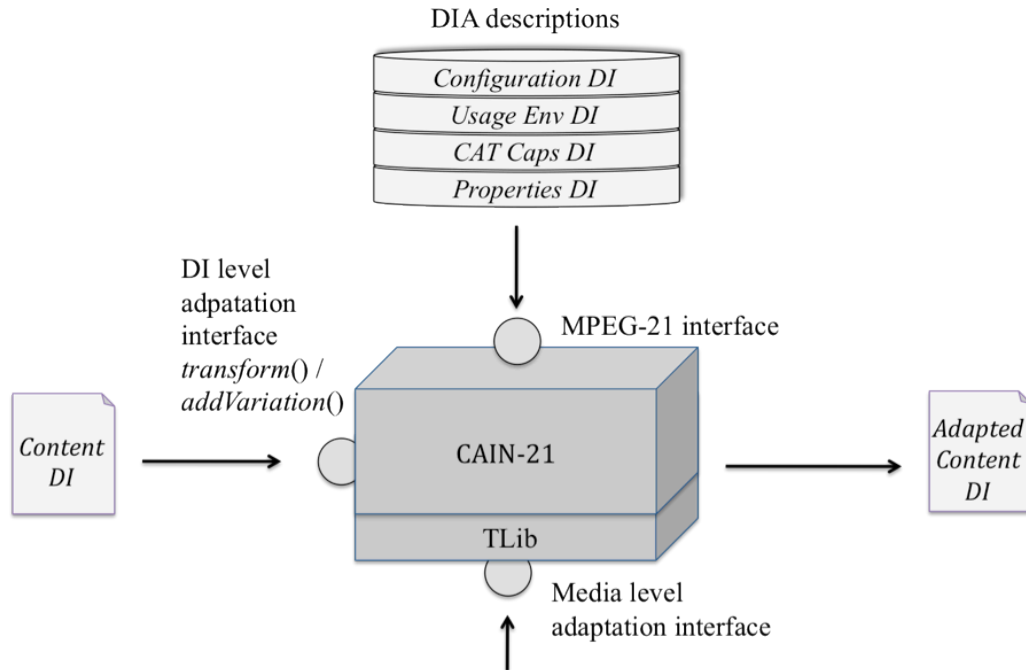 DIA descriptions
Configuration DI
Usage Env DI
CAT Caps DI
Properties DI
DI level
adpatation
interface
transform() /
addVariation()
MPEG-21 interface
Content
DI
CAIN-21
TLib
Adapted
Content
DI
Media level
adaptation interface